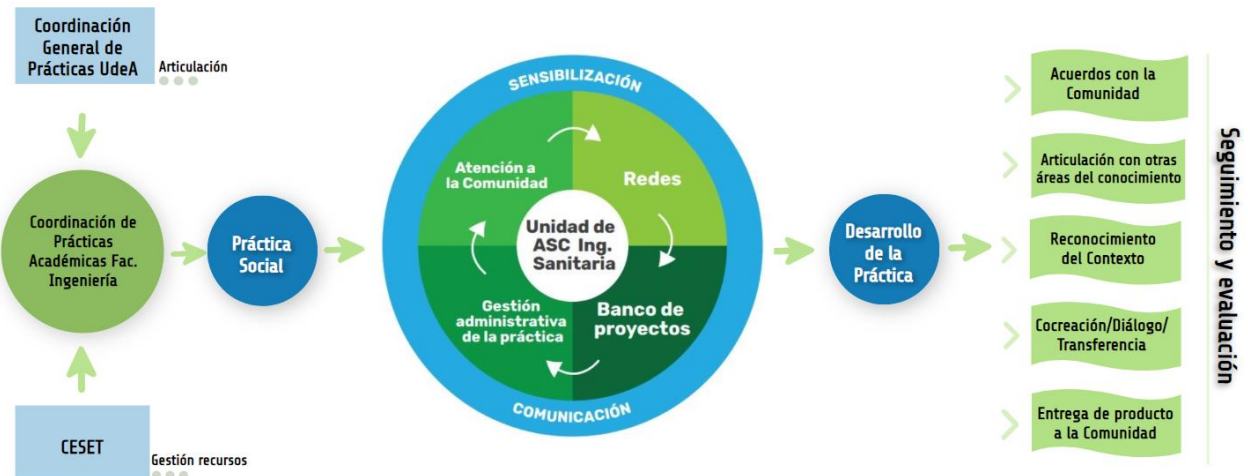 Coordinación
General de
Prácticas UdeA
Articulación
Coordinación de
Prácticas
Académicas Fac.
Ingeniería
CESET
Gestión recursos
Práctica
Social
SENSIBILIZACIÓN
Atención a
la Comunidad
Redes
Unidad de
ASC Ing.
Sanitaria
Gestión
administrativa
de la práctica
Banco de
proyectos
COMUNICACIÓN
Desarrollo
de la
Práctica
Acuerdos con la
Comunidad
Articulación con otras
áreas del conocimiento
Reconocimiento
del Contexto
Cocreación/Diálogo/
Transferencia
Entrega de producto
a la Comunidad
Seguimiento y evaluación